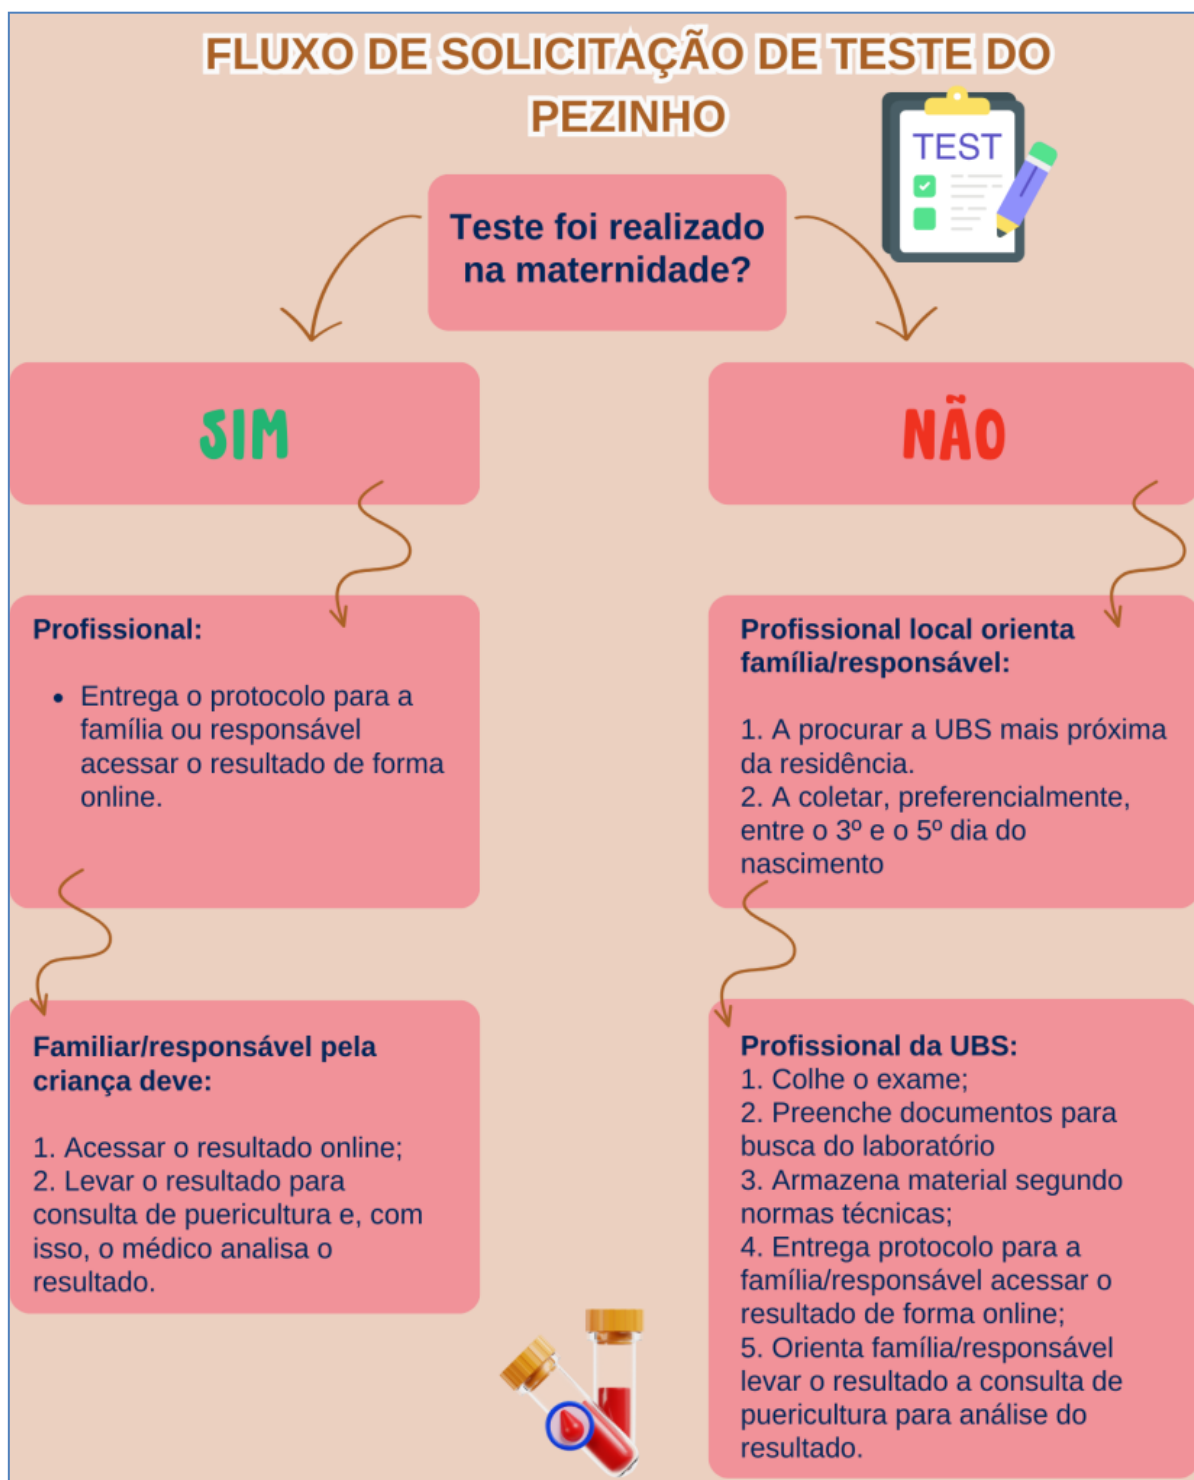 FLUXO DE SOLICITAÇÃO DE TESTE DO
PEZINHO
TEST
Teste foi realizado
na maternidade?
SIM
Profissional:
• Entrega o protocolo para a
família ou responsável
acessar o resultado de forma
online.
Familiar/responsável pela
criança deve:
1. Acessar o resultado online;
2. Levar o resultado para
consulta de puericultura e, com
isso, o médico analisa o
resultado.
NÃO
Profissional local orienta
família/responsável:
1. A procurar a UBS mais próxima
da residência.
2. A coletar, preferencialmente,
entre o 3º e o 5º dia do
nascimento
Profissional da UBS:
1. Colhe o exame;
2. Preenche documentos para
busca do laboratório
3. Armazena material segundo
normas técnicas;
4. Entrega protocolo para a
família/responsável acessar o
resultado de forma online;
5. Orienta família/responsável
levar o resultado a consulta de
puericultura para análise do
resultado.